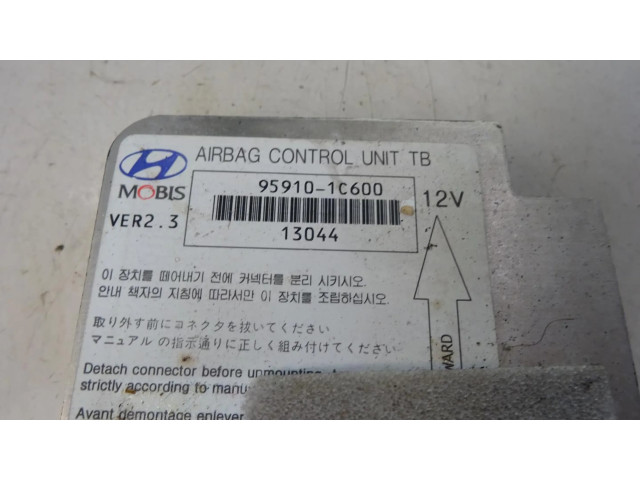 AIRBAG CONTROL UNIT TB
MOBIS
95910-1C600
12V
VER2.3
13044
이 장치를 떼어내기 전에 커넥터를 분리 시키시오.
안내 책자의 지침에 따라서만 이 장치를 조립하십시오.
取り外す前にコネクタを抜いてください
マニュアル の指示通りに正しく組み付けてください
WARD
Detach connector before unmounting.
strictly according to manu
Avant demontage enlever